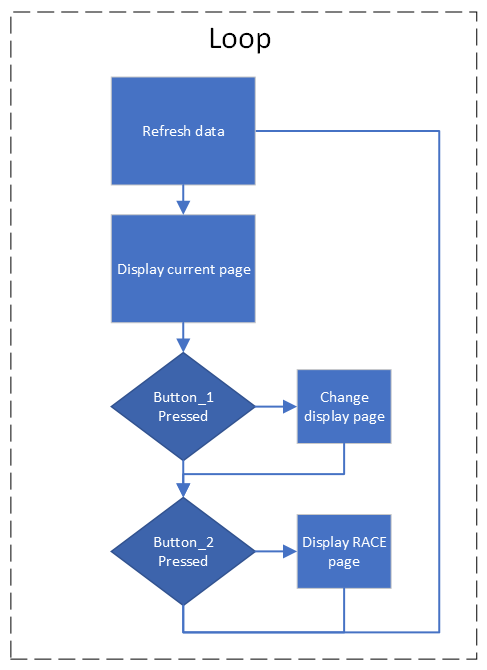 Loop
Refresh data
Display current page
Button_1
Pressed
Change
display page
Button_2
Pressed
Display RACE
page